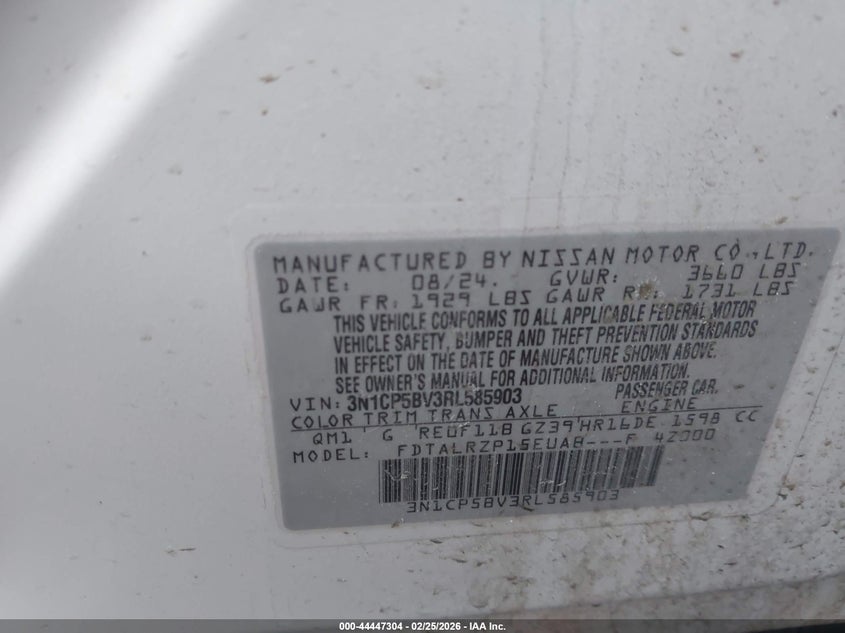 MANUFACTURED BY NISSAN MOTOR CO.,LTD.
DATE: 08/24. GVWR: 3660 LBS
GAWR FR: 1929 LBS GAWR RR: 1731 LBS
THIS VEHICLE CONFORMS TO ALL APPLICABLE FEDERAL MOTOR
VEHICLE SAFETY, BUMPER AND THEFT PREVENTION STANDARDS
IN EFFECT ON THE DATE OF MANUFACTURE SHOWN ABOVE.
SEE OWNER'S MANUAL FOR ADDITIONAL INFORMATION.
VIN: 3N1CP5BV3RL585903 PASSENGER CAR.
COLOR TRIM TRANS AXLE ENGINE
QM1 G RE0F11B GZ39 HR16DE 1598 CC
MODEL: FDTALRZP15EUA8---F 4Z000
3N1CP5BV3RL585903
000-44447304 - 02/25/2026 - IAA Inc.